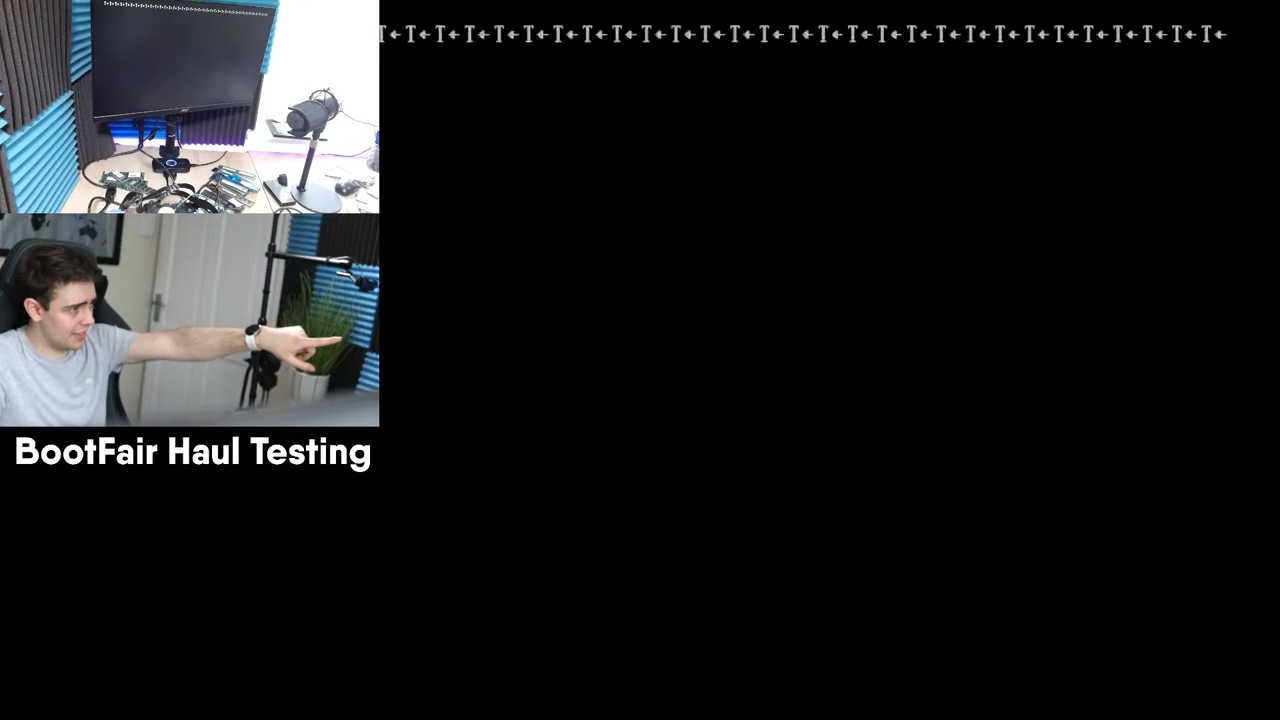 T←T←T←T←T←T←T←T←T←T←T←T←T←T←T←T←T←T←T←T←T←T←T←T←T←T←T←T←T←
BootFair Haul Testing